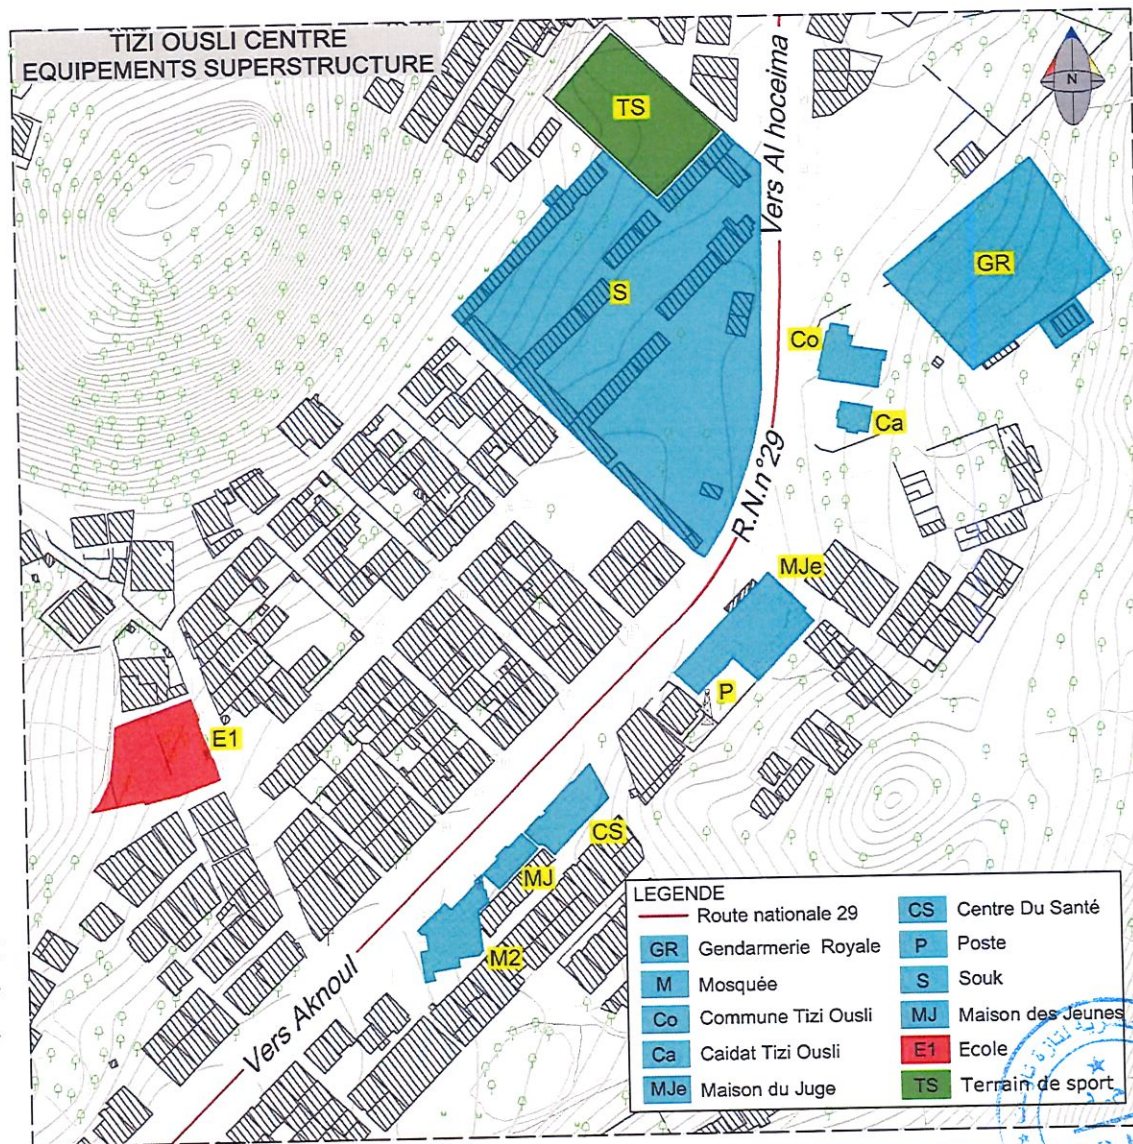 TIZI OUSLI CENTRE
EQUIPEMENTS SUPERSTRUCTURE
N
TS
Vers Al hoceima
GR
S
Co
Ca
R.N.n°29
MJe
P
E1
CS
MJ
M2
Vers Aknoul
LEGENDE
Route nationale 29
GR Gendarmerie Royale
M Mosquée
Co Commune Tizi Ousli
Ca Caidat Tizi Ousli
MJe Maison du Juge
CS Centre Du Santé
P Poste
S Souk
MJ Maison des Jeunes
E1 Ecole
TS Terrain de sport